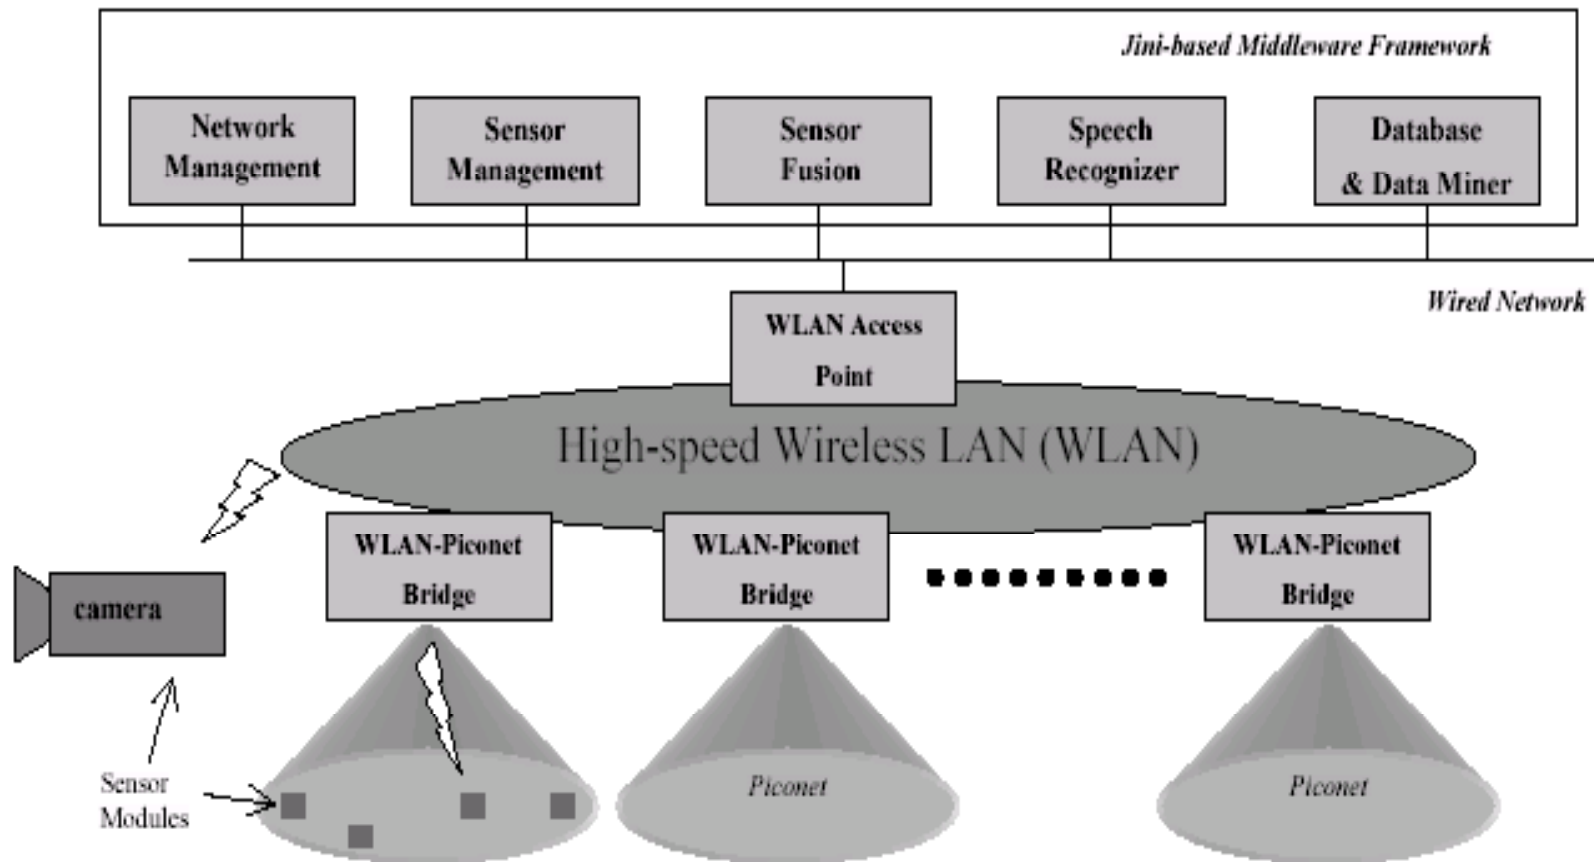 Jini-based Middleware Framework
Network
Management
Sensor
Management
Sensor
Fusion
Speech
Recognizer
Database
& Data Miner
Wired Network
WLAN Access
Point
High-speed Wireless LAN (WLAN)
WLAN-Piconet
Bridge
WLAN-Piconet
Bridge
WLAN-Piconet
Bridge
camera
Sensor
Modules
Piconet
Piconet